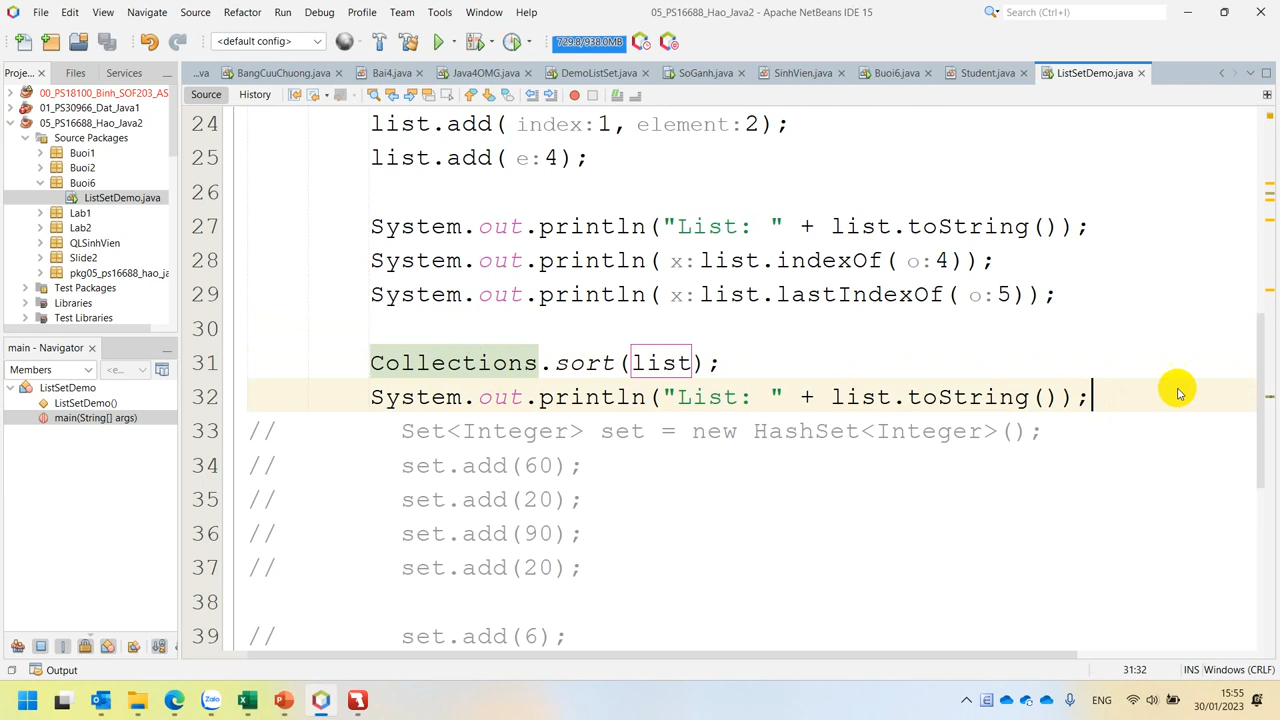 File Edit View Navigate Source Refactor Run Debug Profile Team Tools Window Help
05_PS16688_Hao_Java2 - Apache NetBeans IDE 15
Search (Ctrl+I)
<default config>
729.8/938.0MB
Proje... Files Services
...va BangCuuChuong.java Bai4.java Java4OMG.java DemoListSet.java SoGanh.java SinhVien.java Buoi6.java Student.java ListSetDemo.java
Source History
00_PS18100_Binh_SOF203_AS
01_PS30966_Dat_Java1
05_PS16688_Hao_Java2
Source Packages
Buoi1
Buoi2
Buoi6
ListSetDemo.java
Lab1
Lab2
QLSinhVien
Slide2
pkg05_ps16688_hao_ja
Test Packages
Libraries
Test Libraries
main - Navigator
Members <e...
ListSetDemo
ListSetDemo()
main(String[] args)
24 list.add( index:1, element:2);
25 list.add( e:4);
26
27 System.out.println("List: " + list.toString());
28 System.out.println( x:list.indexOf( o:4));
29 System.out.println( x:list.lastIndexOf( o:5));
30
31 Collections.sort(list);
32 System.out.println("List: " + list.toString());
33 // Set<Integer> set = new HashSet<Integer>();
34 // set.add(60);
35 // set.add(20);
36 // set.add(90);
37 // set.add(20);
38
39 // set.add(6);
Output
31:32 INS Windows (CRLF)
Zalo
ENG
15:55
30/01/2023